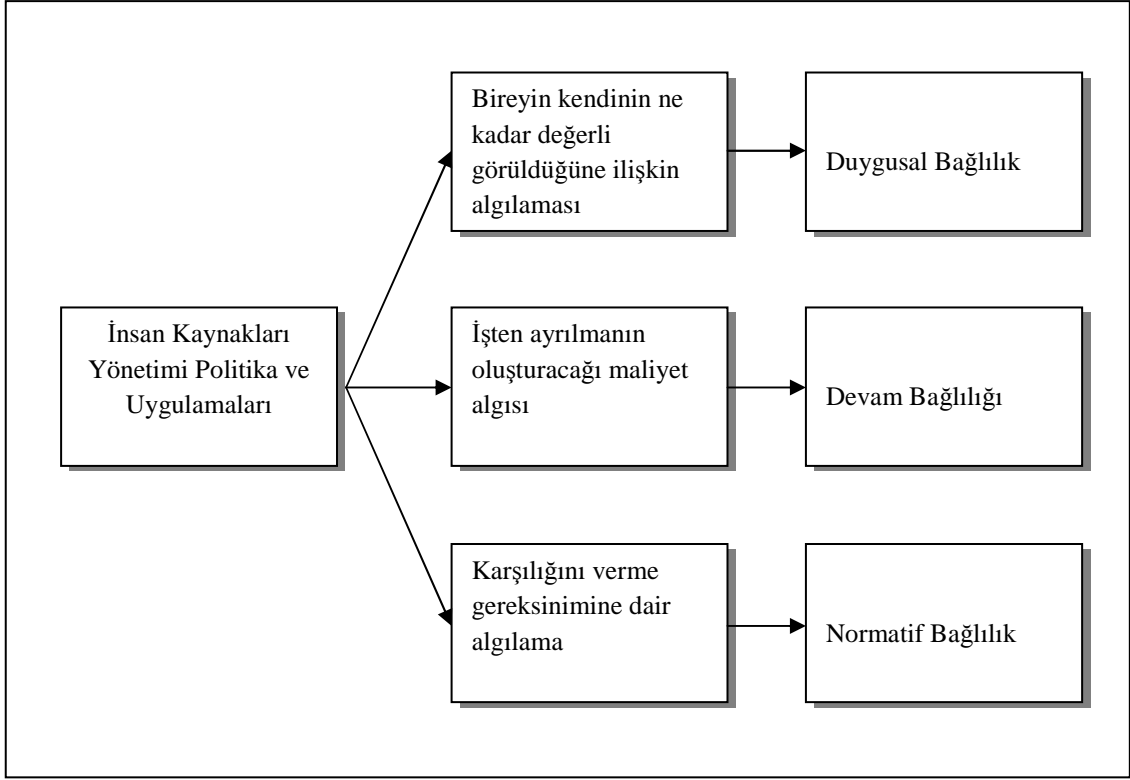 Bireyin kendinin ne
kadar değerli
görüldüğüne ilişkin
algılaması
Duygusal Bağlılık
İnsan Kaynakları
Yönetimi Politika ve
Uygulamaları
İşten ayrılmanın
oluşturacağı maliyet
algısı
Devam Bağlılığı
Karşılığını verme
gereksinimine dair
algılama
Normatif Bağlılık